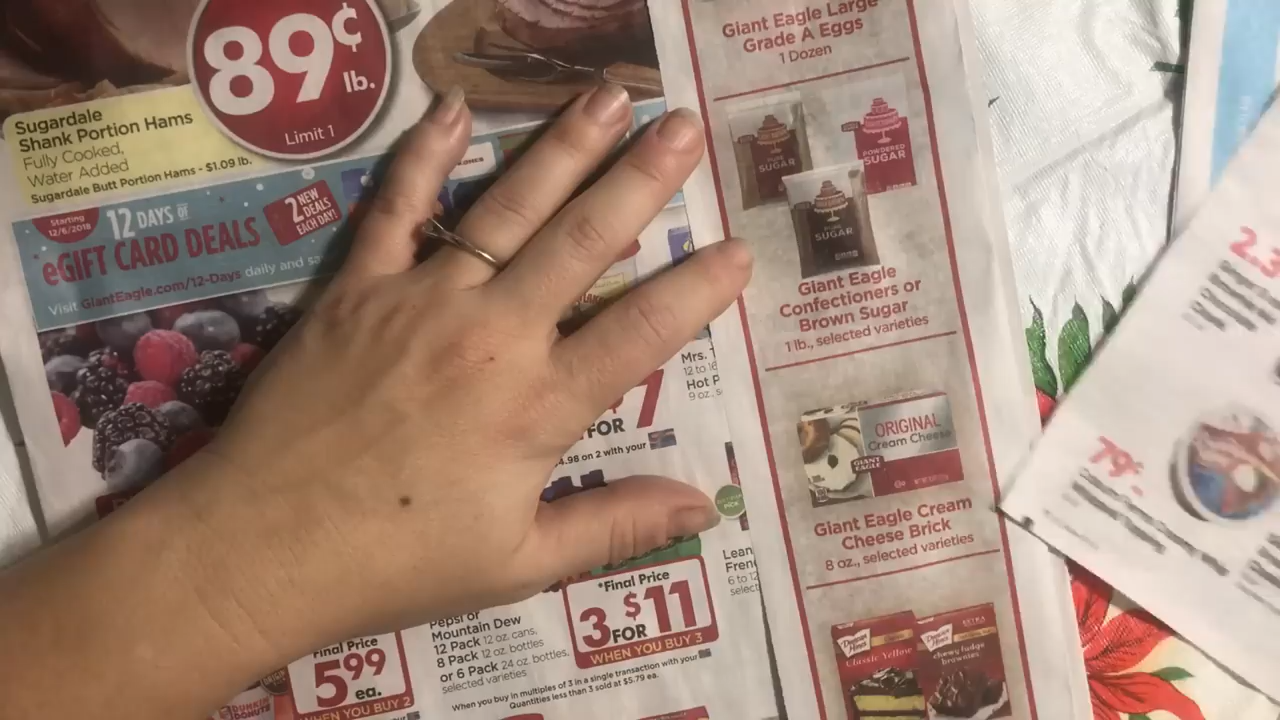 89¢
lb.
Limit 1
Sugardale
Shank Portion Hams
Fully Cooked,
Water Added
Sugardale Butt Portion Hams - $1.09 lb.
Starting
12/6/2018
12 DAYS OF
eGIFT CARD DEALS
2 NEW
DEALS
EACH DAY!
Visit GiantEagle.com/12-Days daily and
$7
FOR
4.98 on 2 with your
Mrs.
12 to 16
Hot
9 oz.,
Lean
6 to 12
Final Price
5.99
ea.
WHEN YOU BUY 2
DUNKIN'
DONUTS
Pepsi or
Mountain Dew
12 Pack 12 oz. cans,
8 Pack 12 oz. bottles
or 6 Pack 24 oz. bottles,
selected varieties
*Final Price
3 FOR $11
WHEN YOU BUY 3
When you buy in multiples of 3 in a single transaction with your
Quantities less than 3 sold at $5.79 ea.
Giant Eagle Large
Grade A Eggs
1 Dozen
PURE
SUGAR
POWDERED
SUGAR
PURE
SUGAR
Giant Eagle
Confectioners or
Brown Sugar
1 lb., selected varieties
ORIGINAL
Cream Cheese
GIANT
EAGLE
Giant Eagle Cream
Cheese Brick
8 oz., selected varieties
Duncan
Hines
Classic Yellow
Duncan
Hines
chewy fudge
brownies
2.3
79¢